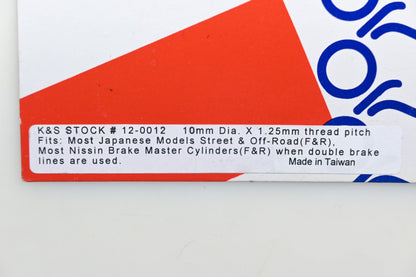 K&S STOCK # 12-0012 10mm Dia. X 1.25mm thread pitch
Fits: Most Japanese Models Street & Off-Road(F&R),
Most Nissin Brake Master Cylinders(F&R) when double brake
lines are used. Made in Taiwan